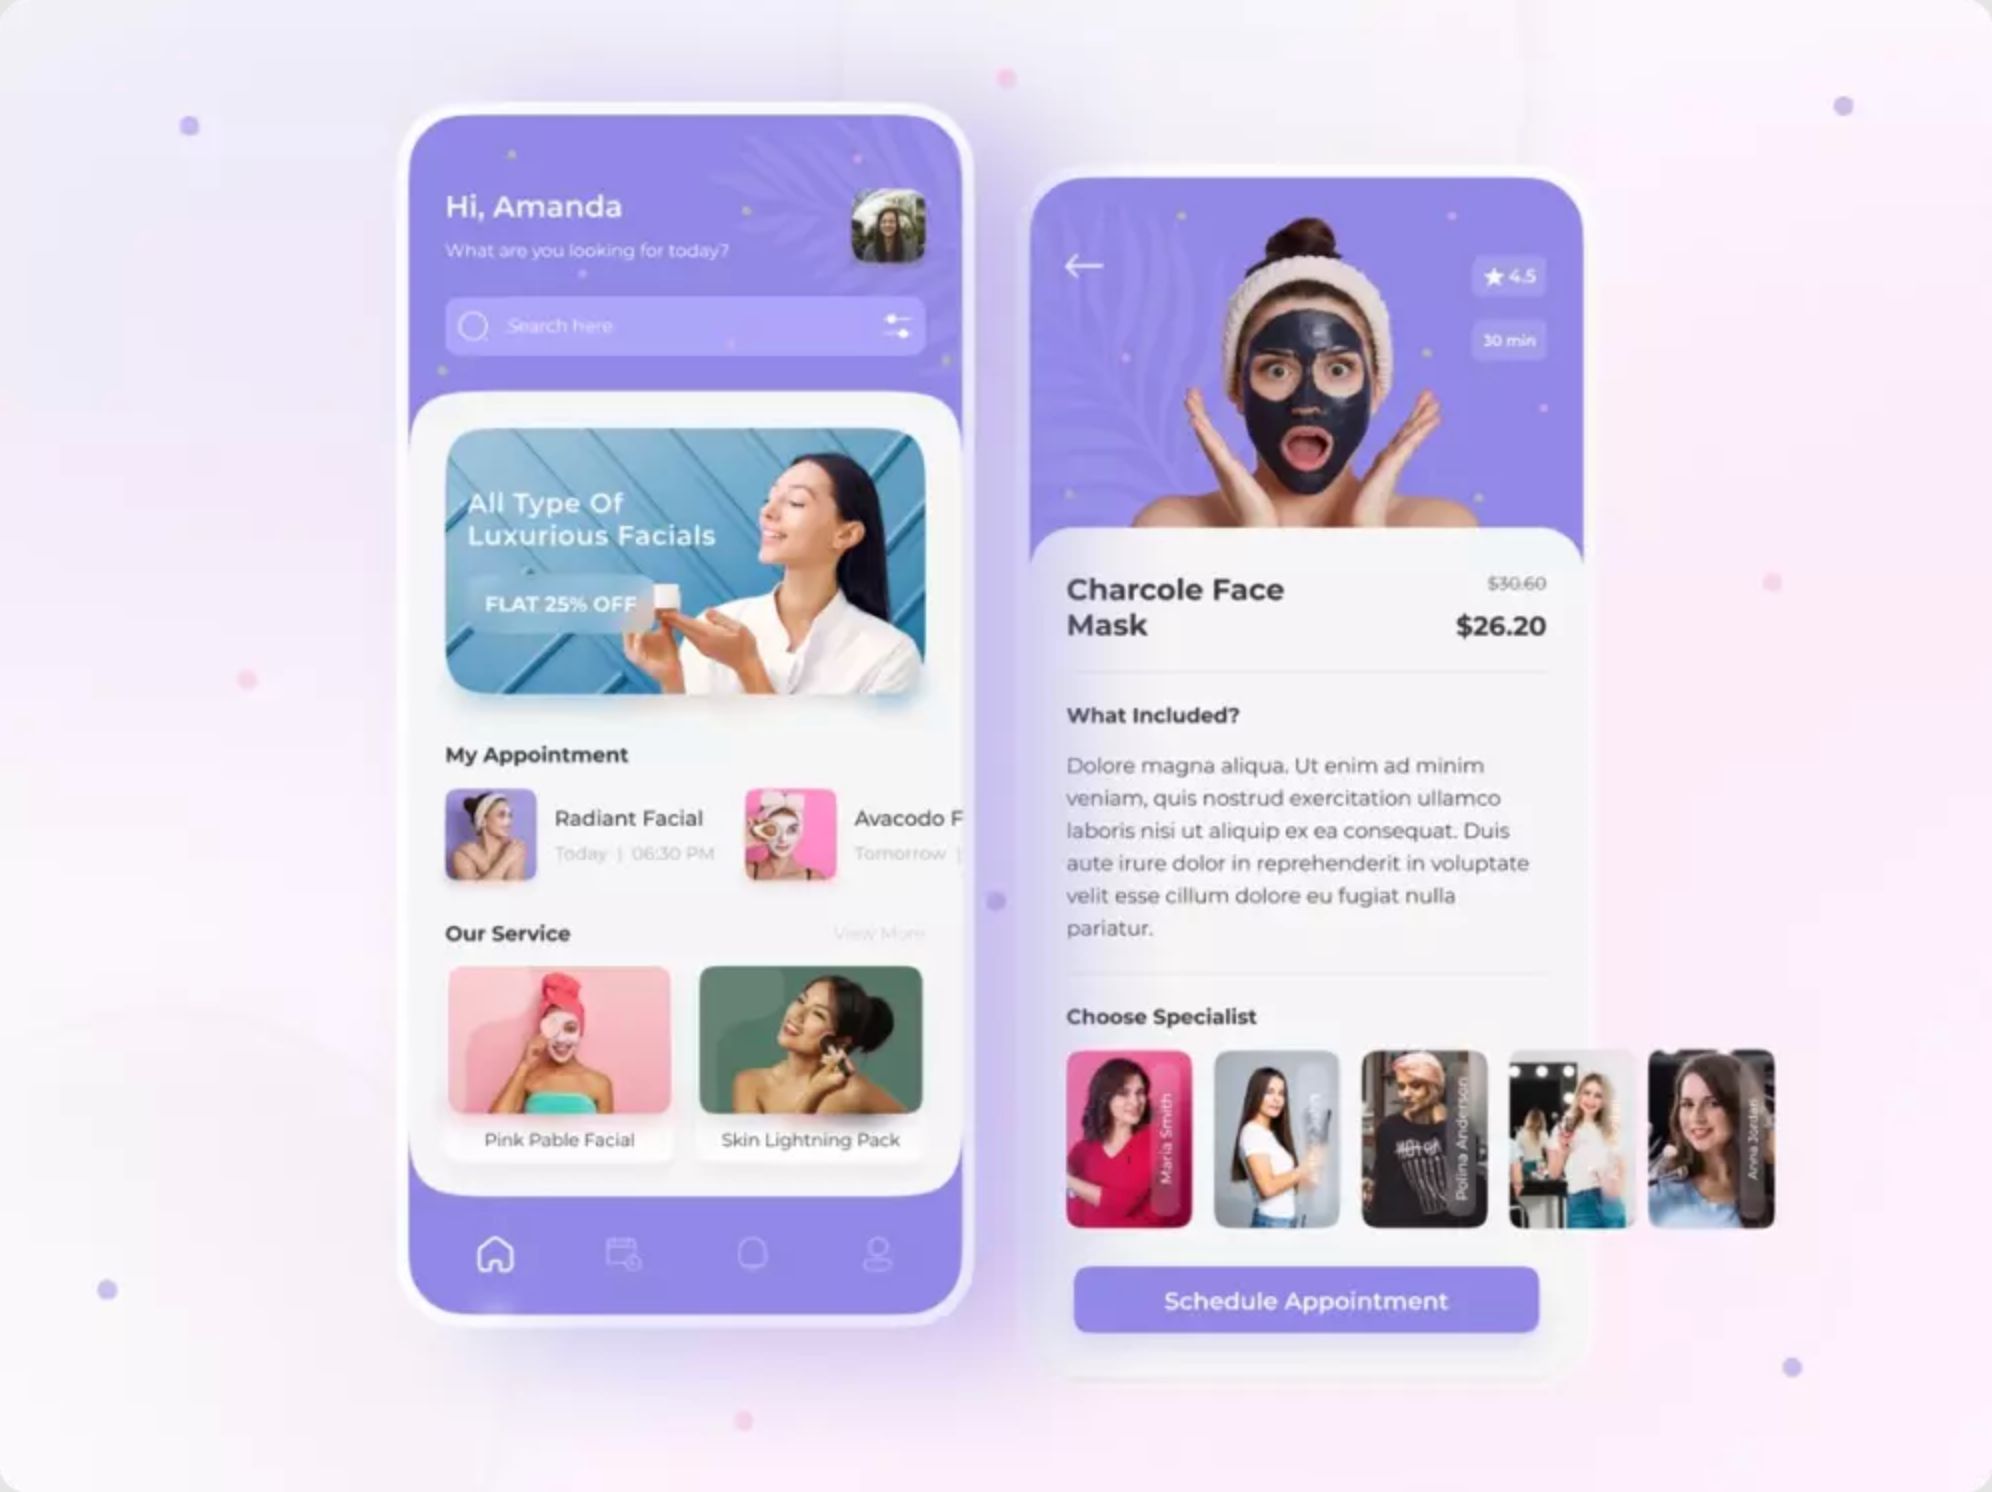 Hi, Amanda
What are you looking for today?
Search here
All Type Of
Luxurious Facials
FLAT 25% OFF
My Appointment
Radiant Facial
Today | 06:30 PM
Avacodo F
Tomorrow |
Our Service
View More
Pink Pable Facial
Skin Lightning Pack
4.5
30 min
Charcole Face
Mask
$30.60
$26.20
What Included?
Dolore magna aliqua. Ut enim ad minim
veniam, quis nostrud exercitation ullamco
laboris nisi ut aliquip ex ea consequat. Duis
aute irure dolor in reprehenderit in voluptate
velit esse cillum dolore eu fugiat nulla
pariatur.
Choose Specialist
Maria Smith
Polina Anderson
Anna Jordan
Schedule Appointment